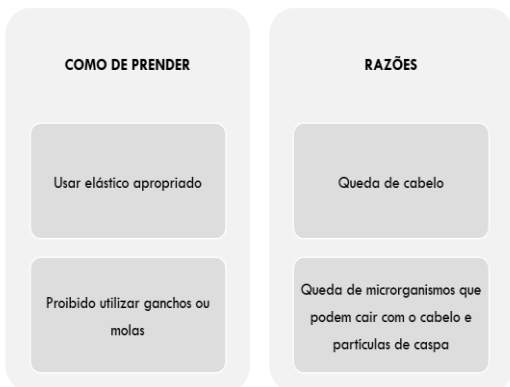 COMO DE PRENDER
Usar elástico apropriado
Proibido utilizar ganchos ou
molas
RAZÕES
Queda de cabelo
Queda de microrganismos que
podem cair com o cabelo e
partículas de caspa